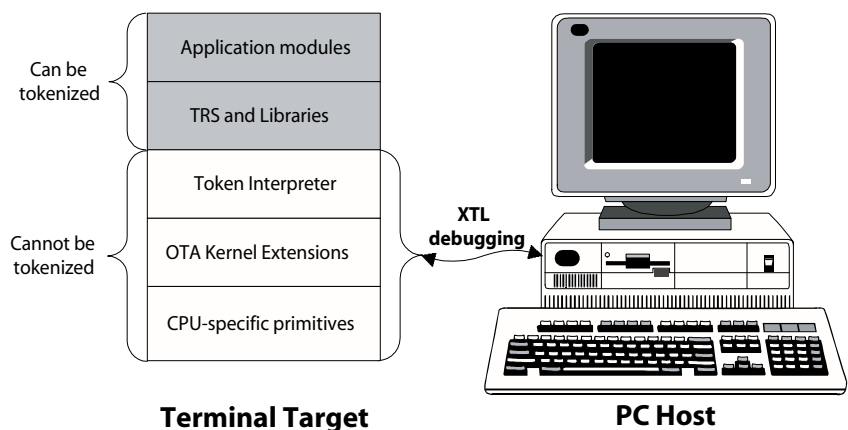 Can be
tokenized
Application modules
TRS and Libraries
Cannot be
tokenized
Token Interpreter
OTA Kernel Extensions
CPU-specific primitives
XTL
debugging
Terminal Target
PC Host